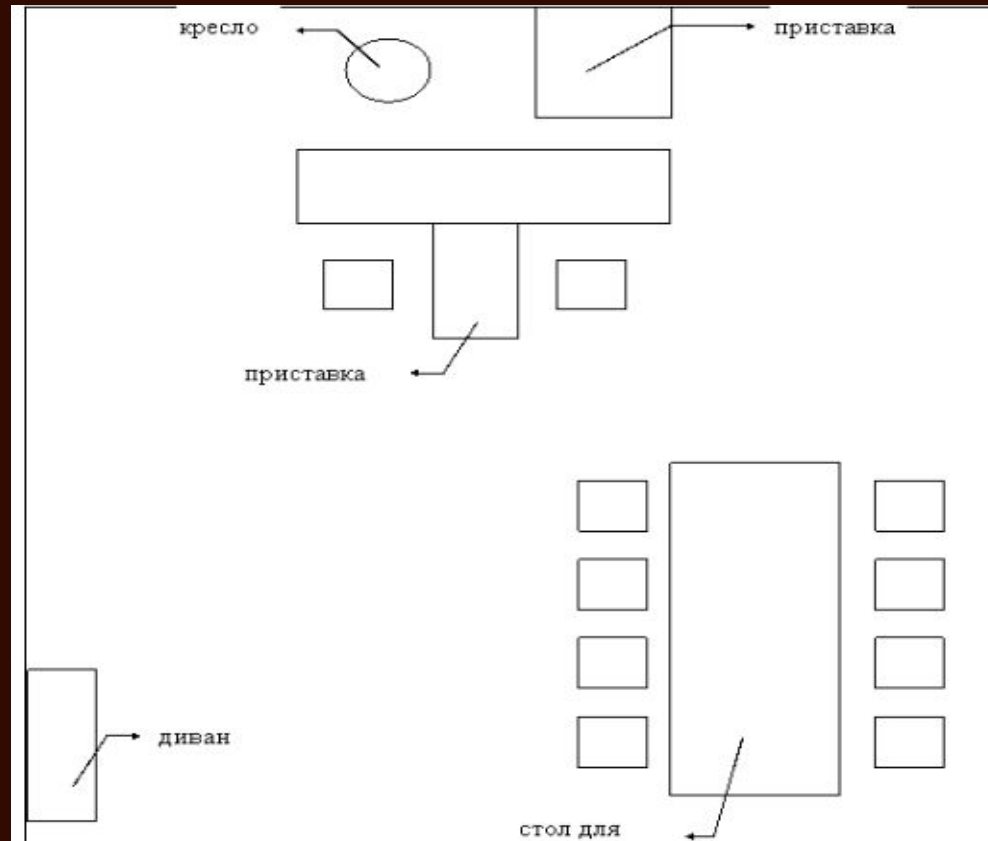 кресло
приставка
приставка
диван
стол для